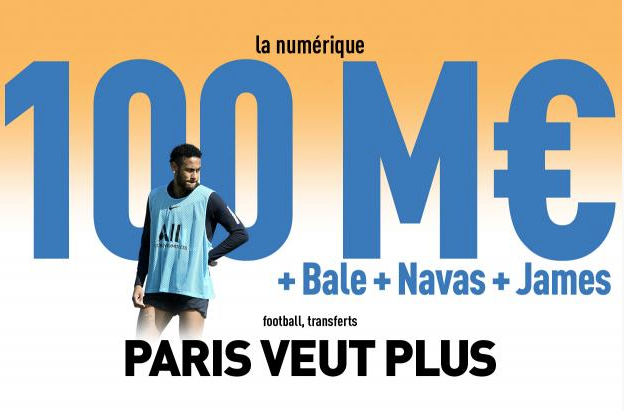 la numérique
100 M€
+ Bale + Navas + James
football, transferts
PARIS VEUT PLUS